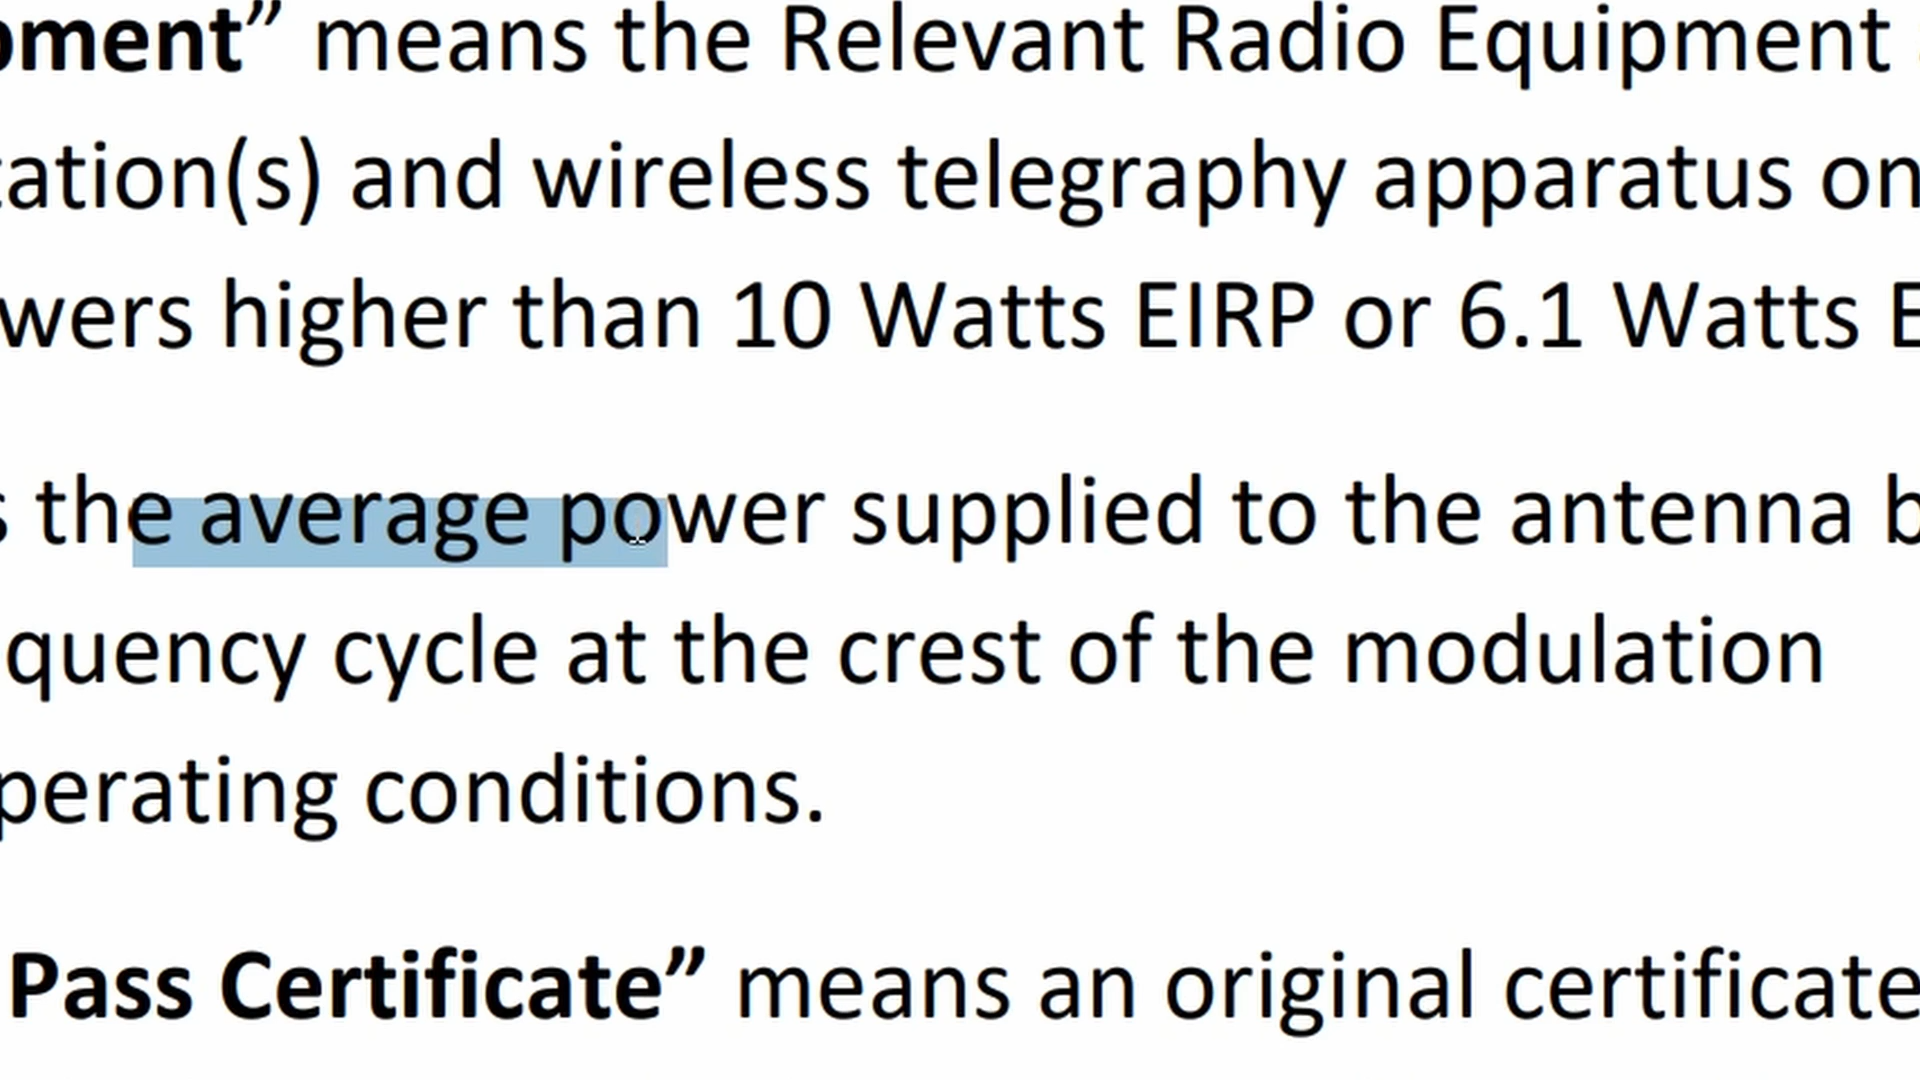 pment” means the Relevant Radio Equipment
tation(s) and wireless telegraphy apparatus on
wers higher than 10 Watts EIRP or 6.1 Watts E
s the average power supplied to the antenna b
quency cycle at the crest of the modulation
perating conditions.
Pass Certificate” means an original certificate